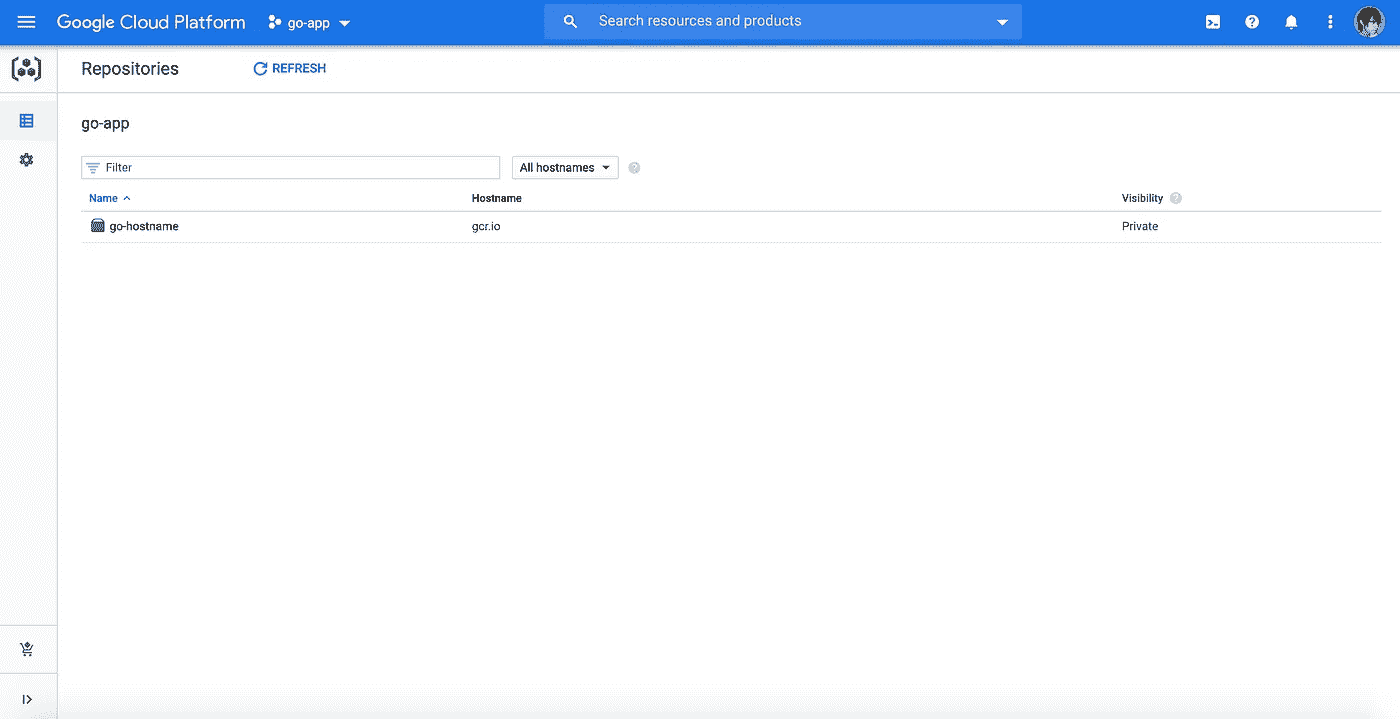 Google Cloud Platform go-app Search resources and products
Repositories REFRESH
go-app
Filter All hostnames
Name Hostname Visibility
go-hostname gcr.io Private